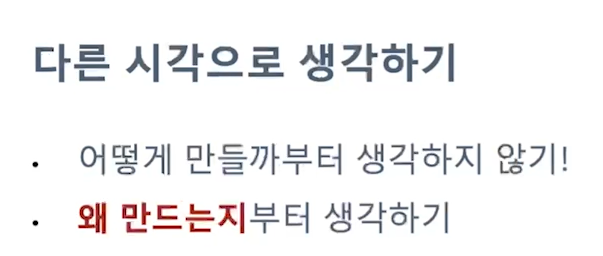 다른 시각으로 생각하기
• 어떻게 만들까부터 생각하지 않기!
• 왜 만드는지부터 생각하기